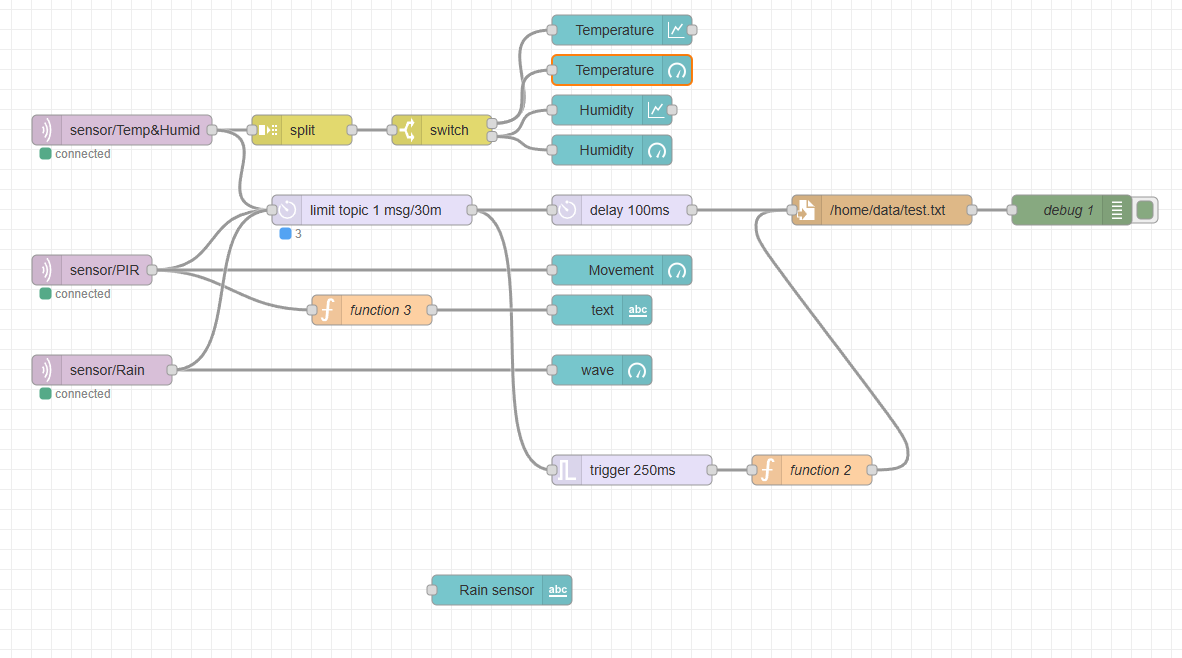 Temperature
Temperature
Humidity
sensor/Temp&Humid
split
switch
connected
Humidity
limit topic 1 msg/30m
delay 100ms
/home/data/test.txt
debug 1
3
sensor/PIR
Movement
connected
function 3
text
abc
sensor/Rain
wave
connected
trigger 250ms
function 2
Rain sensor
abc